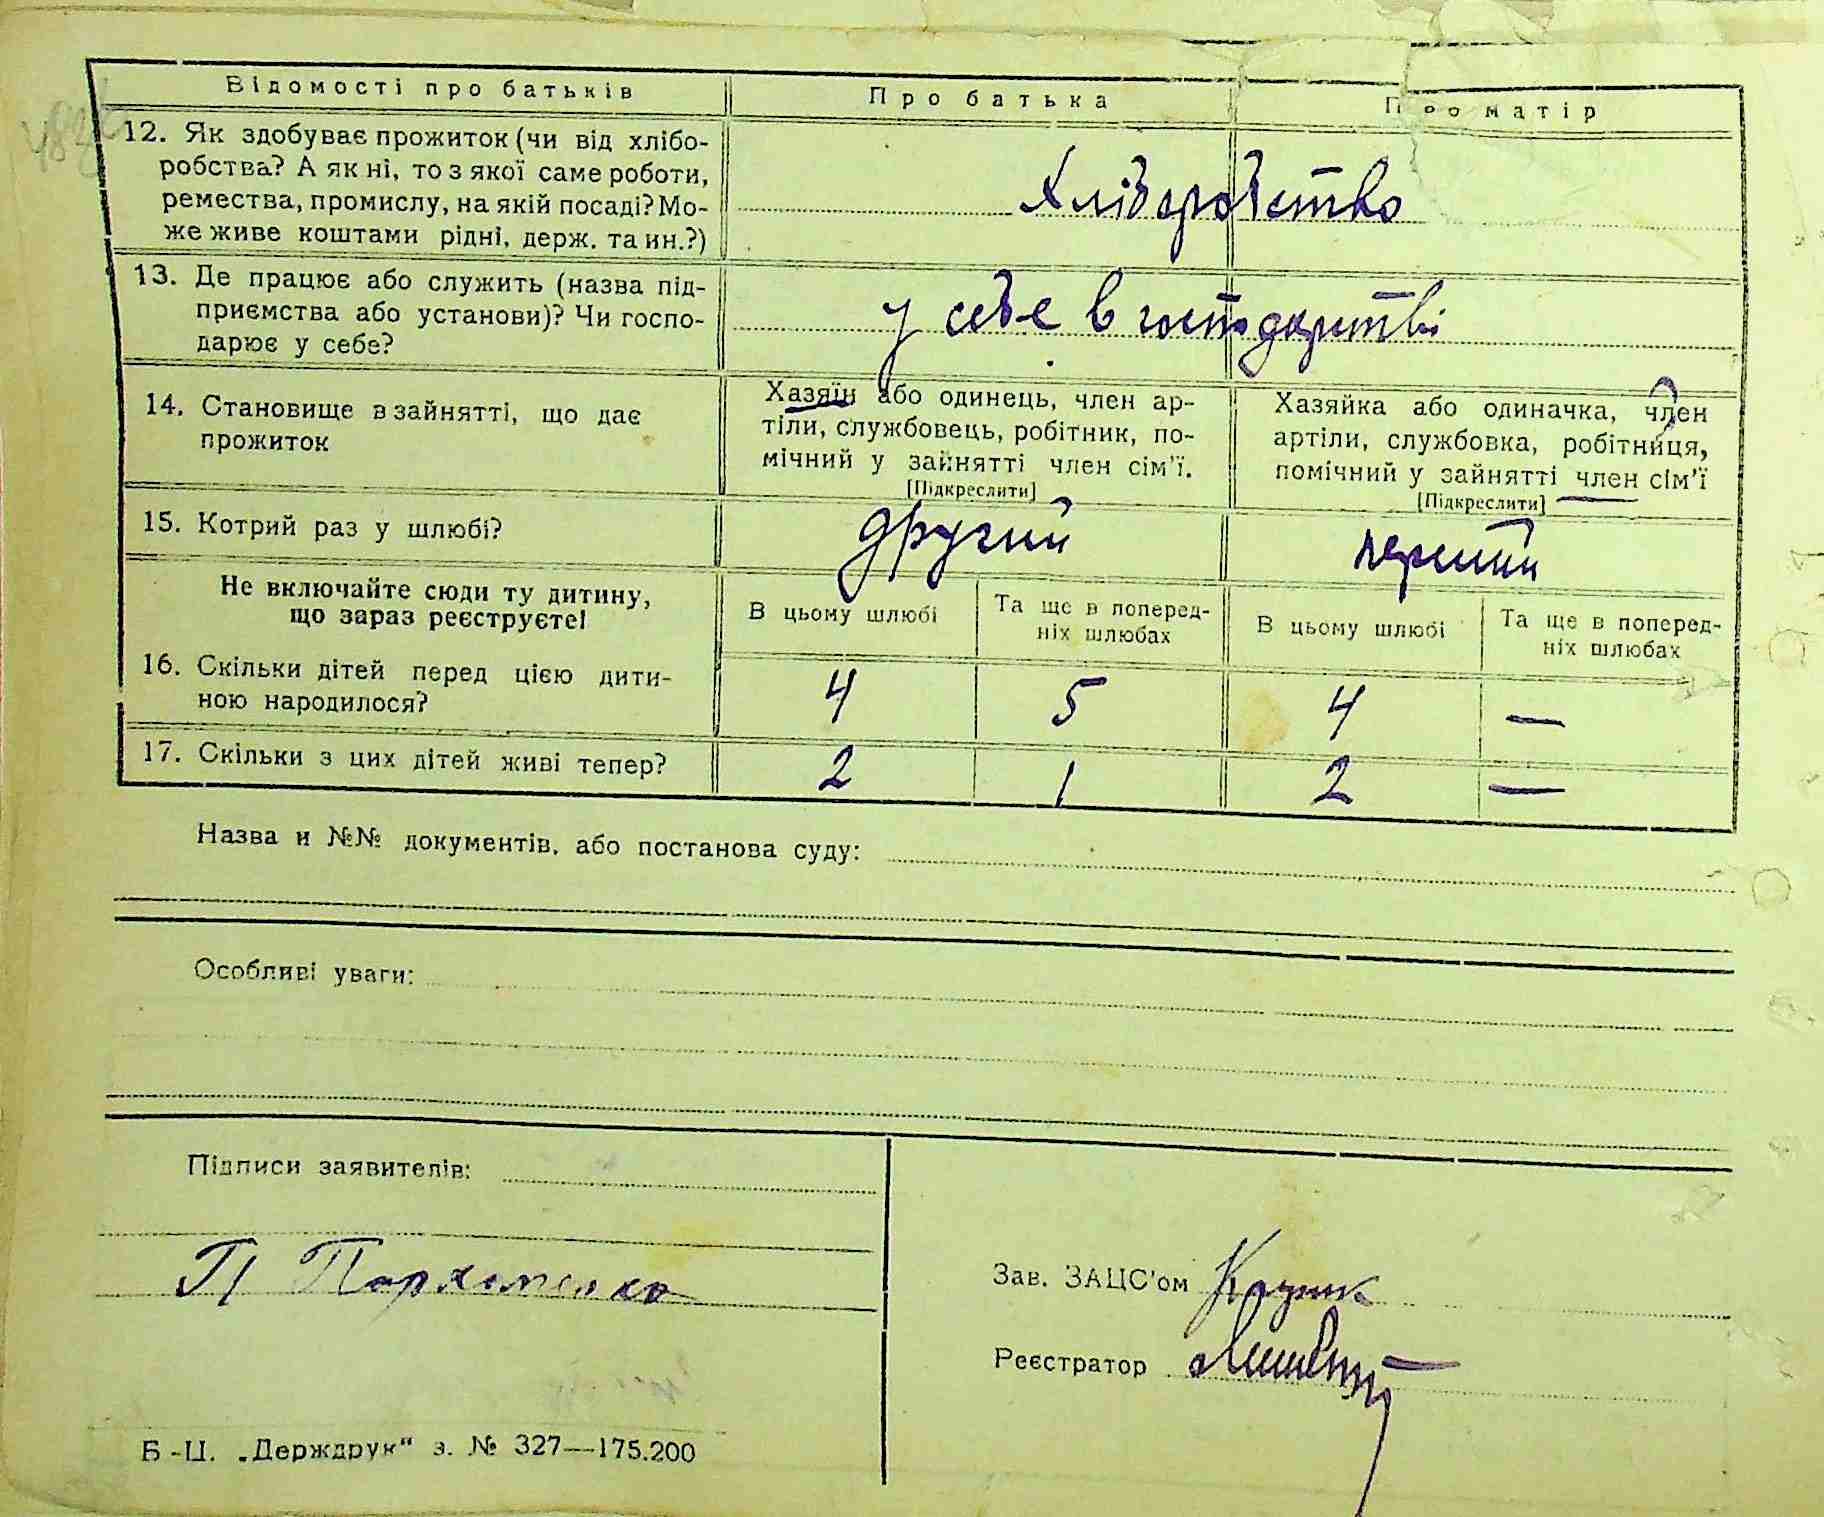 Відомості про батьків
Про батька
Про матір
12. Як здобуває прожиток (чи від хлібо-
робства? А як ні, то з якої саме роботи,
ремества, промислу, на якій посаді? Мо-
же живе коштами рідні, держ. та ин.?)
Хліборобство
13. Де працює або служить (назва під-
приємства або установи)? Чи госпо-
дарює у себе?
у себе в господарстві
14. Становище в зайнятті, що дає
прожиток
Хазяїн або одинець, член ар-
тіли, службовець, робітник, по-
мічний у зайнятті член сім'ї.
[Підкреслити]
Хазяйка або одиначка, член
артіли, службовка, робітниця,
помічний у зайнятті член сім'ї
[Підкреслити]
15. Котрий раз у шлюбі?
другий
перший
Не включайте сюди ту дитину,
що зараз реєструєте!
В цьому шлюбі
Та ще в поперед-
ніх шлюбах
В цьому шлюбі
Та ще в поперед-
ніх шлюбах
16. Скільки дітей перед цією дити-
ною народилося?
4
5
4
—
17. Скільки з цих дітей живі тепер?
2
1
2
—
Назва и №№ документів, або постанова суду:
Особливі уваги:
Підписи заявителів:
П Пархоменко
Зав. ЗАЦС'ом
Реєстратор
Б-Ц. „Держдрук“ з. № 327—175.200